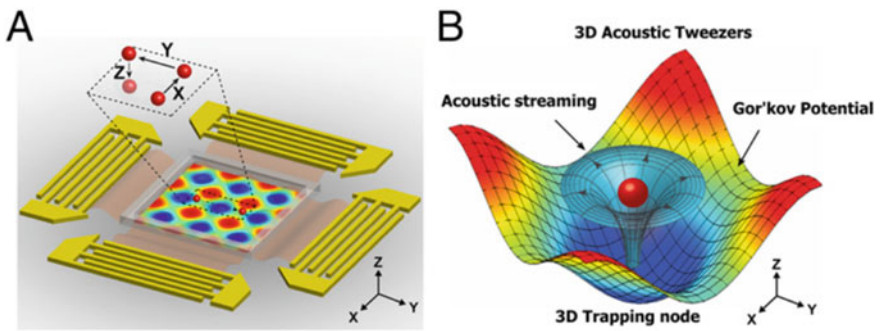 A
Y
Z
X
Z
Y
X
B
3D Acoustic Tweezers
Acoustic streaming
Gor'kov Potential
3D Trapping node
Z
Y
X